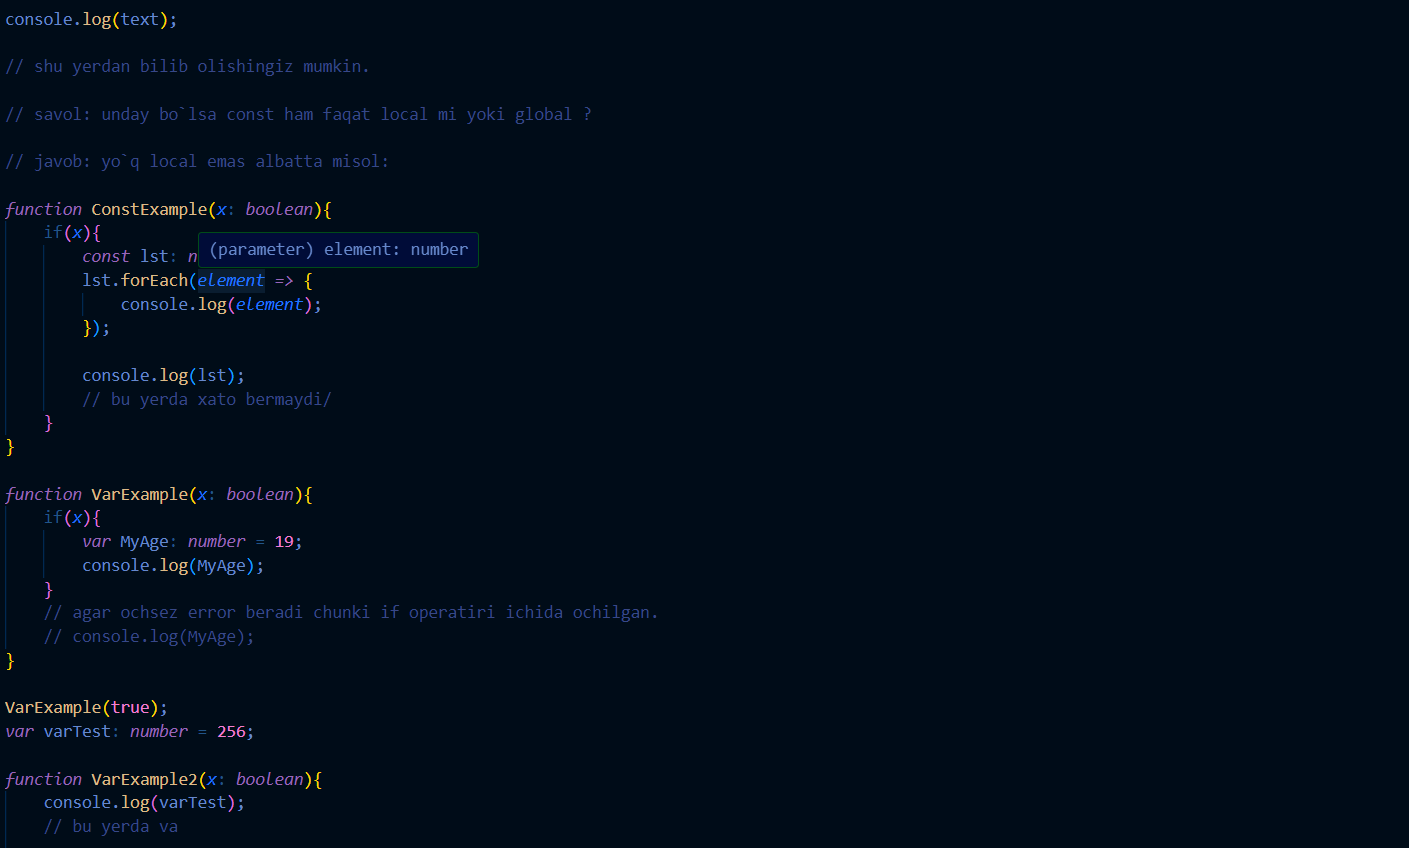 console.log(text);
// shu yerdan bilib olishingiz mumkin.
// savol: unday bo`lsa const ham faqat local mi yoki global ?
// javob: yo`q local emas albatta misol:
function ConstExample(x: boolean){
if(x){
(parameter) element: number
const lst: n
lst.forEach(element => {
console.log(element);
});
console.log(lst);
// bu yerda xato bermaydi/
}
}
function VarExample(x: boolean){
if(x){
var MyAge: number = 19;
console.log(MyAge);
}
// agar ochsez error beradi chunki if operatiri ichida ochilgan.
// console.log(MyAge);
}
VarExample(true);
var varTest: number = 256;
function VarExample2(x: boolean){
console.log(varTest);
// bu yerda va